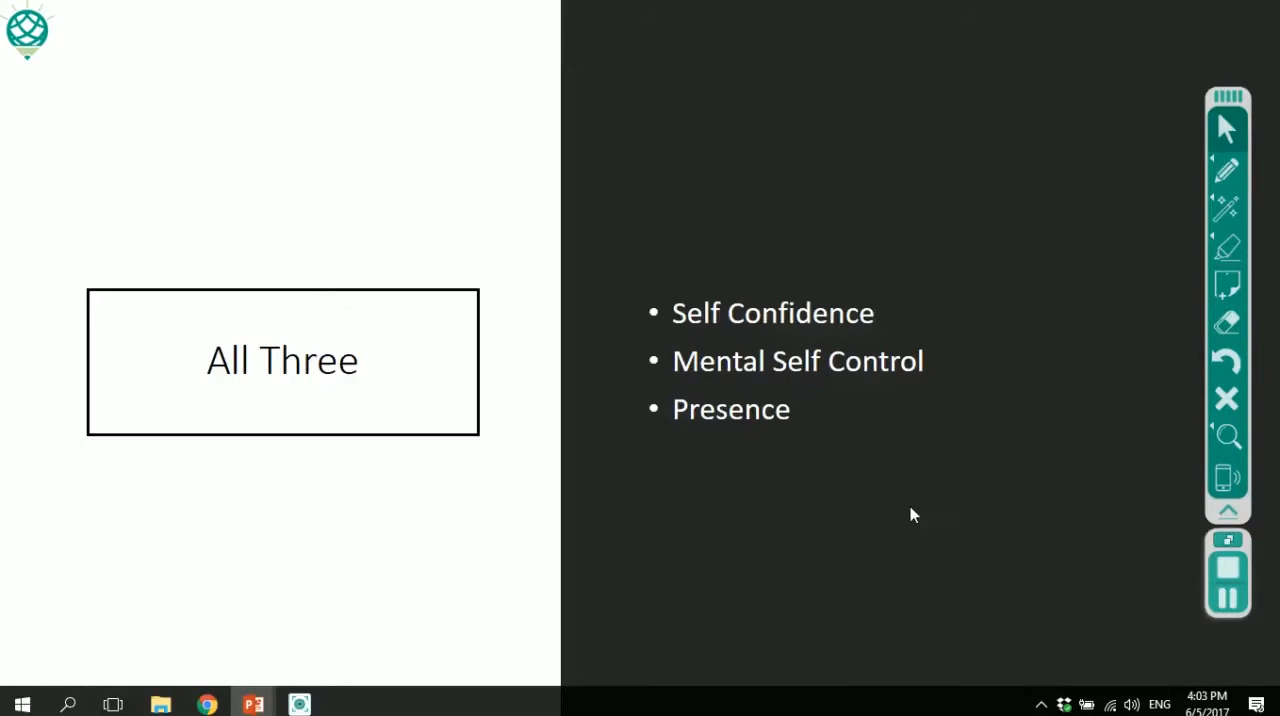 All Three
• Self Confidence
• Mental Self Control
• Presence
ENG
4:03 PM
6/5/2017